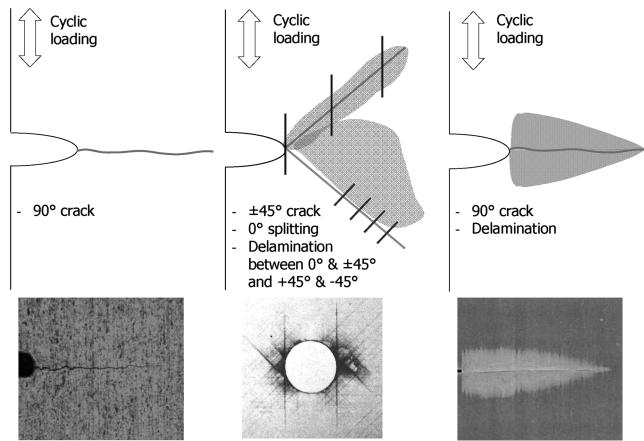 Cyclic
loading
- 90° crack
Cyclic
loading
- ±45° crack
- 0° splitting
- Delamination
between 0° & ±45°
and +45° & -45°
Cyclic
loading
- 90° crack
- Delamination